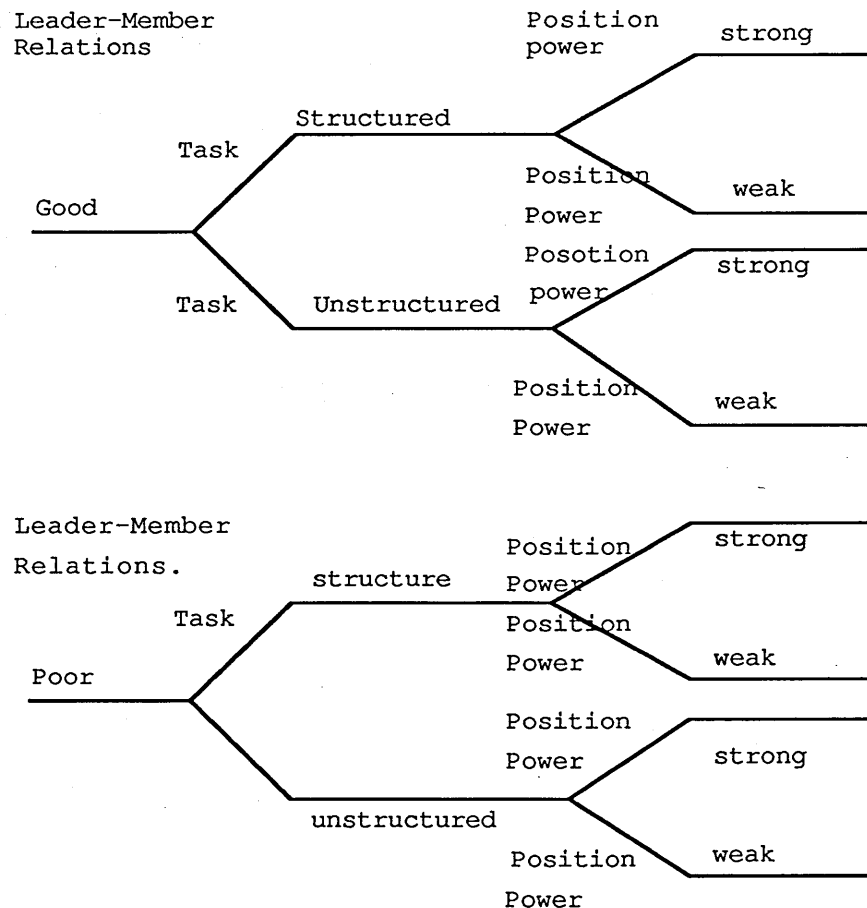 Leader-Member
Relations
Position
power
strong
Structured
Task
Position
Power
weak
Good
Posotion
power
strong
Task
Unstructured
Position
Power
weak
Leader-Member
Relations.
Position
Power
strong
structure
Task
Position
Power
weak
Poor
Position
Power
strong
unstructured
Position
Power
weak